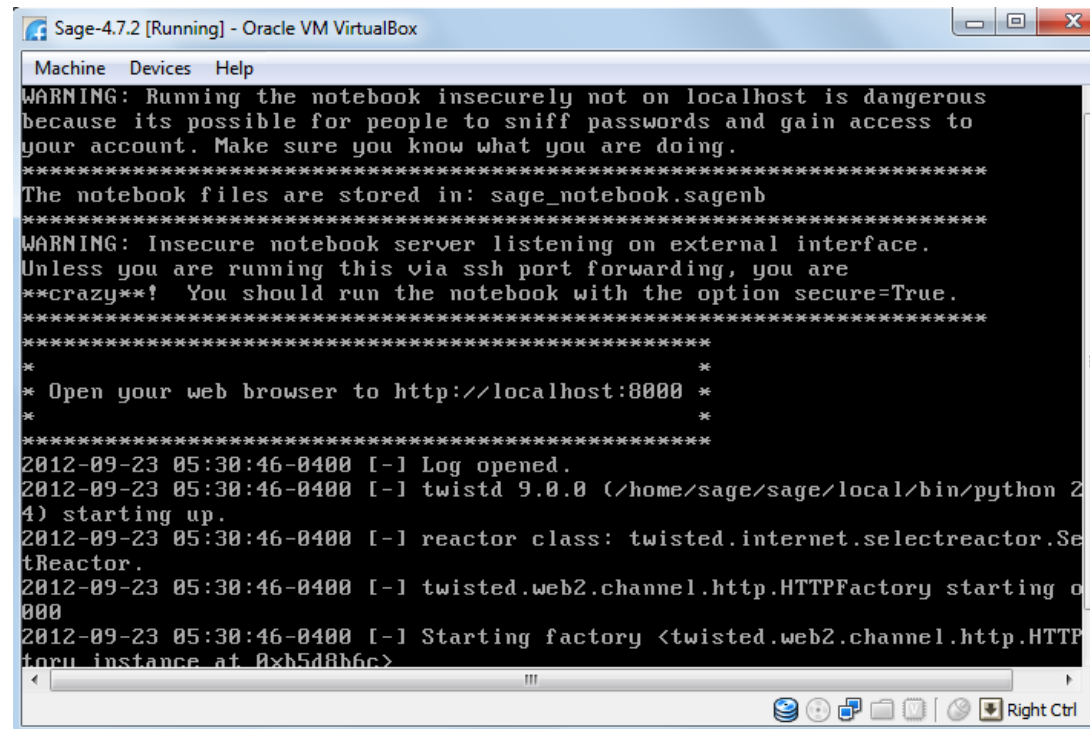 Sage-4.7.2 [Running] - Oracle VM VirtualBox
Machine Devices Help
WARNING: Running the notebook insecurely not on localhost is dangerous
because its possible for people to sniff passwords and gain access to
your account. Make sure you know what you are doing.
**********************************************************************
The notebook files are stored in: sage_notebook.sagenb
**********************************************************************
WARNING: Insecure notebook server listening on external interface.
Unless you are running this via ssh port forwarding, you are
**crazy**!  You should run the notebook with the option secure=True.
**********************************************************************
**************************************************
*                                                *
* Open your web browser to http://localhost:8000 *
*                                                *
**************************************************
2012-09-23 05:30:46-0400 [-] Log opened.
2012-09-23 05:30:46-0400 [-] twistd 9.0.0 (/home/sage/sage/local/bin/python 2
4) starting up.
2012-09-23 05:30:46-0400 [-] reactor class: twisted.internet.selectreactor.Se
tReactor.
2012-09-23 05:30:46-0400 [-] twisted.web2.channel.http.HTTPFactory starting o
000
2012-09-23 05:30:46-0400 [-] Starting factory <twisted.web2.channel.http.HTTP
tory instance at 0xb5d8b6c>
Right Ctrl